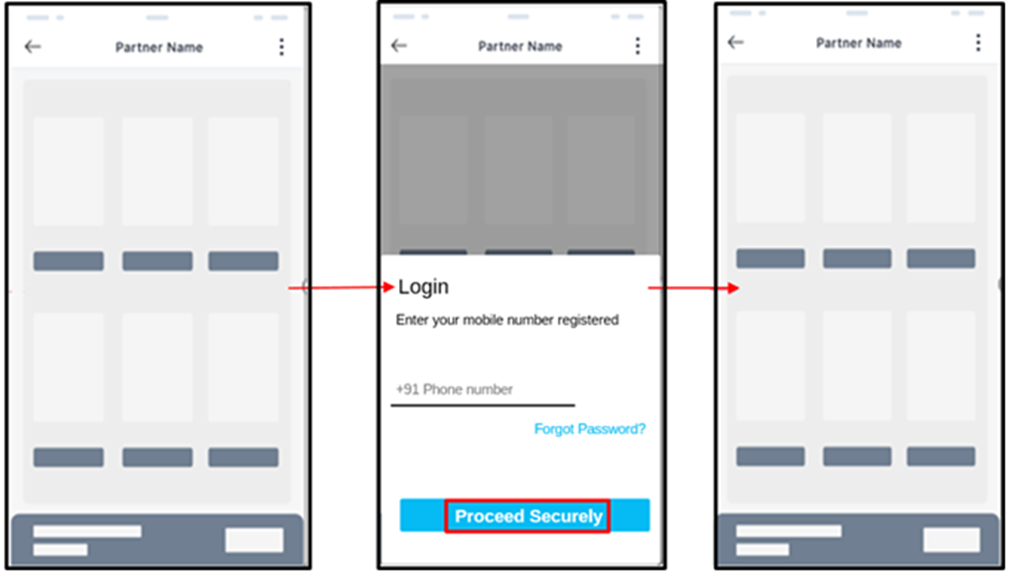 Partner Name
Partner Name
Partner Name
Login
Enter your mobile number registered
+91 Phone number
Forgot Password?
Proceed Securely